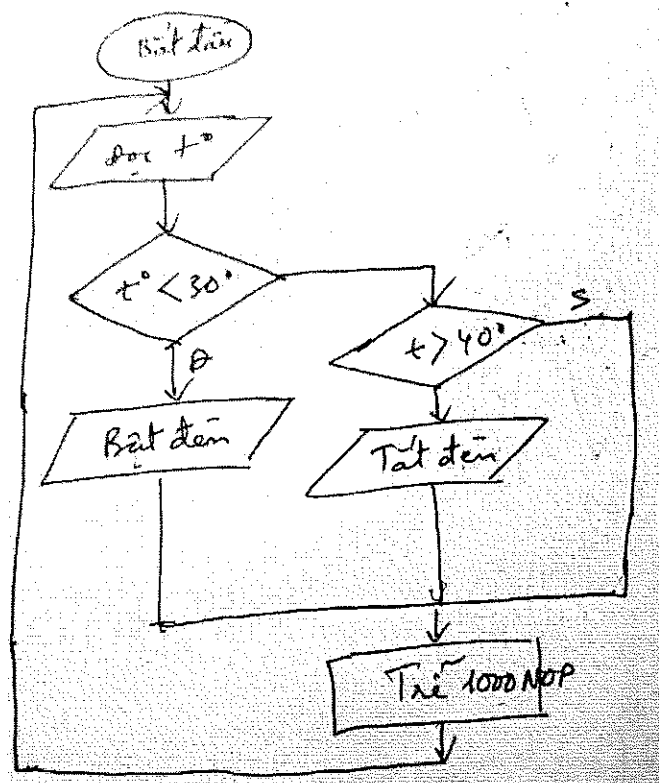 Bắt đầu
Đọc t°
t° < 30°
Đ
Bật đèn
t > 40°
S
Tắt đèn
Trễ 1000 NOP